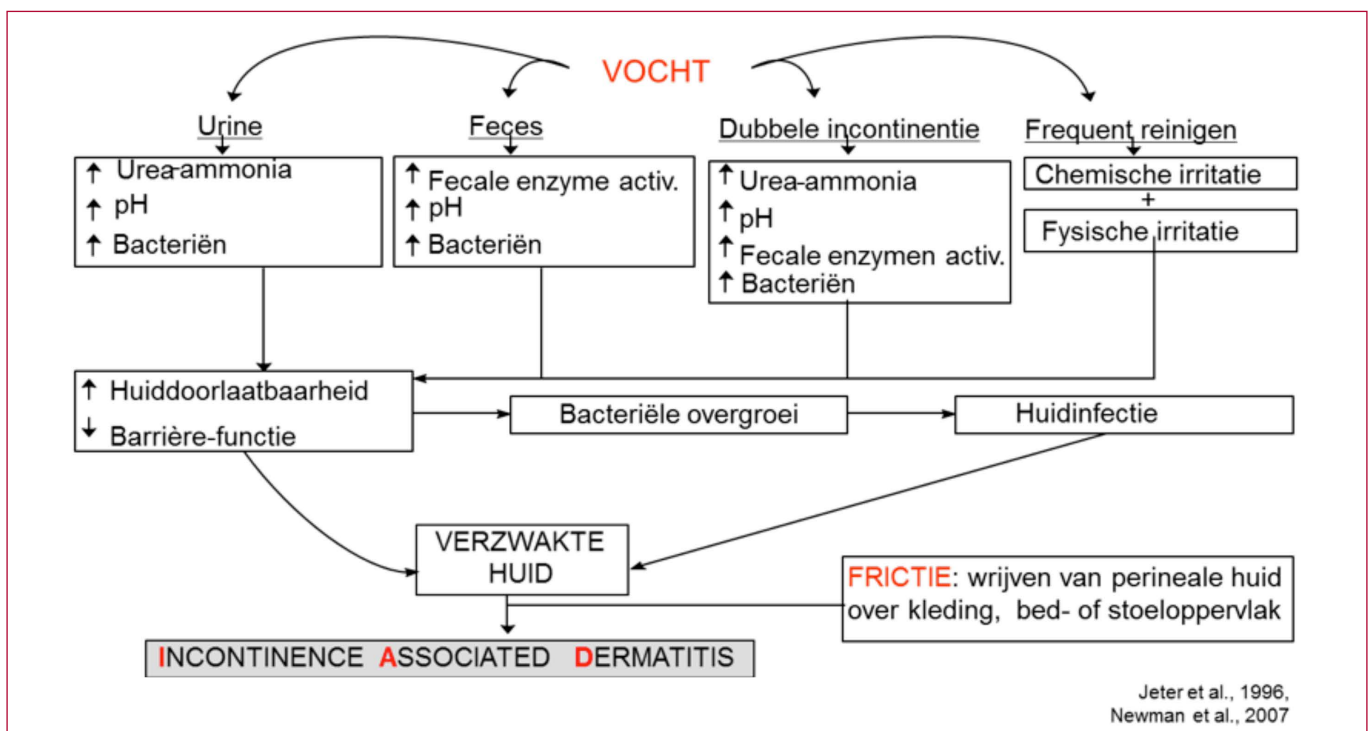 VOCHT
Urine
↑ Urea-ammonia
↑ pH
↑ Bacteriën
Feces
↑ Fecale enzyme activ.
↑ pH
↑ Bacteriën
Dubbele incontinentie
↑ Urea-ammonia
↑ pH
↑ Fecale enzymen activ.
↑ Bacteriën
Frequent reinigen
Chemische irritatie
+
Fysische irritatie
↑ Huiddoorlaatbaarheid
↓ Barrière-functie
Bacteriële overgroei
Huidinfectie
VERZWAKTE
HUID
FRICTIE: wrijven van perineale huid
over kleding, bed- of stoeloppervlak
INCONTINENCE ASSOCIATED DERMATITIS
Jeter et al., 1996,
Newman et al., 2007